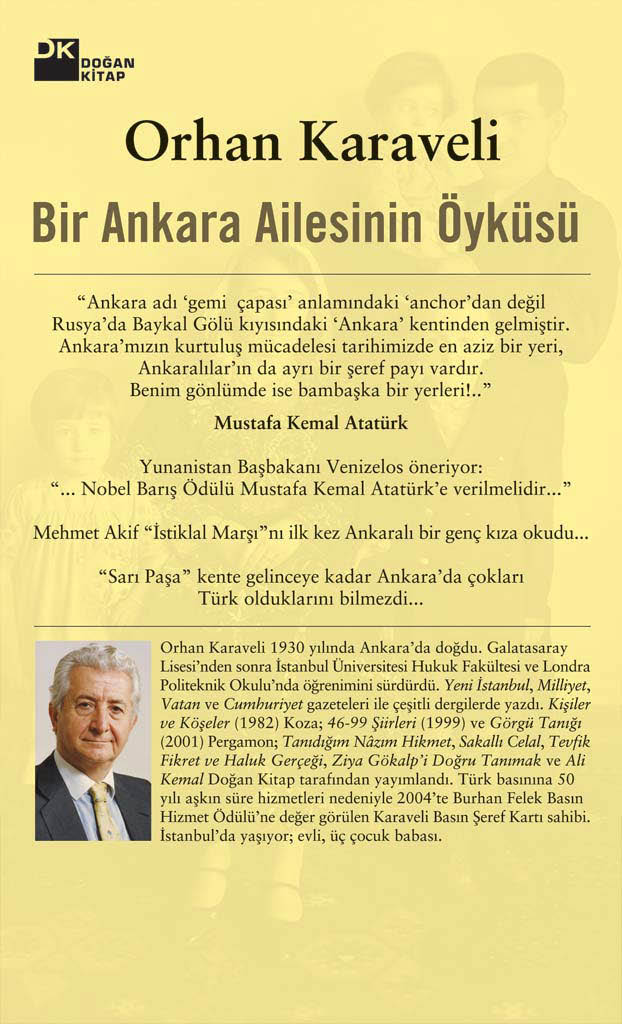 DK
DOĞAN
KİTAP
Orhan Karaveli
Bir Ankara Ailesinin Öyküsü
“Ankara adı ‘gemi çapası’ anlamındaki ‘anchor’dan değil
Rusya’da Baykal Gölü kıyısındaki ‘Ankara’ kentinden gelmiştir.
Ankara’mızın kurtuluş mücadelesi tarihimizde en aziz bir yeri,
Ankaralılar’ın da ayrı bir şeref payı vardır.
Benim gönlümde ise bambaşka bir yerleri!..”
Mustafa Kemal Atatürk
Yunanistan Başbakanı Venizelos öneriyor:
“... Nobel Barış Ödülü Mustafa Kemal Atatürk’e verilmelidir...”
Mehmet Akif “İstiklal Marşı”nı ilk kez Ankaralı bir genç kıza okudu...
“Sarı Paşa” kente gelinceye kadar Ankara’da çokları
Türk olduklarını bilmezdi...
Orhan Karaveli 1930 yılında Ankara’da doğdu. Galatasaray
Lisesi’nden sonra İstanbul Üniversitesi Hukuk Fakültesi ve Londra
Politeknik Okulu’nda öğrenimini sürdürdü. Yeni İstanbul, Milliyet,
Vatan ve Cumhuriyet gazeteleri ile çeşitli dergilerde yazdı. Kişiler
ve Köşeler (1982) Koza; 46-99 Şiirleri (1999) ve Görgü Tanığı
(2001) Pergamon; Tanıdığım Nâzım Hikmet, Sakallı Celal, Tevfik
Fikret ve Haluk Gerçeği, Ziya Gökalp’i Doğru Tanımak ve Ali
Kemal Doğan Kitap tarafından yayımlandı. Türk basınına 50
yılı aşkın süre hizmetleri nedeniyle 2004’te Burhan Felek Basın
Hizmet Ödülü’ne değer görülen Karaveli Basın Şeref Kartı sahibi.
İstanbul’da yaşıyor; evli, üç çocuk babası.